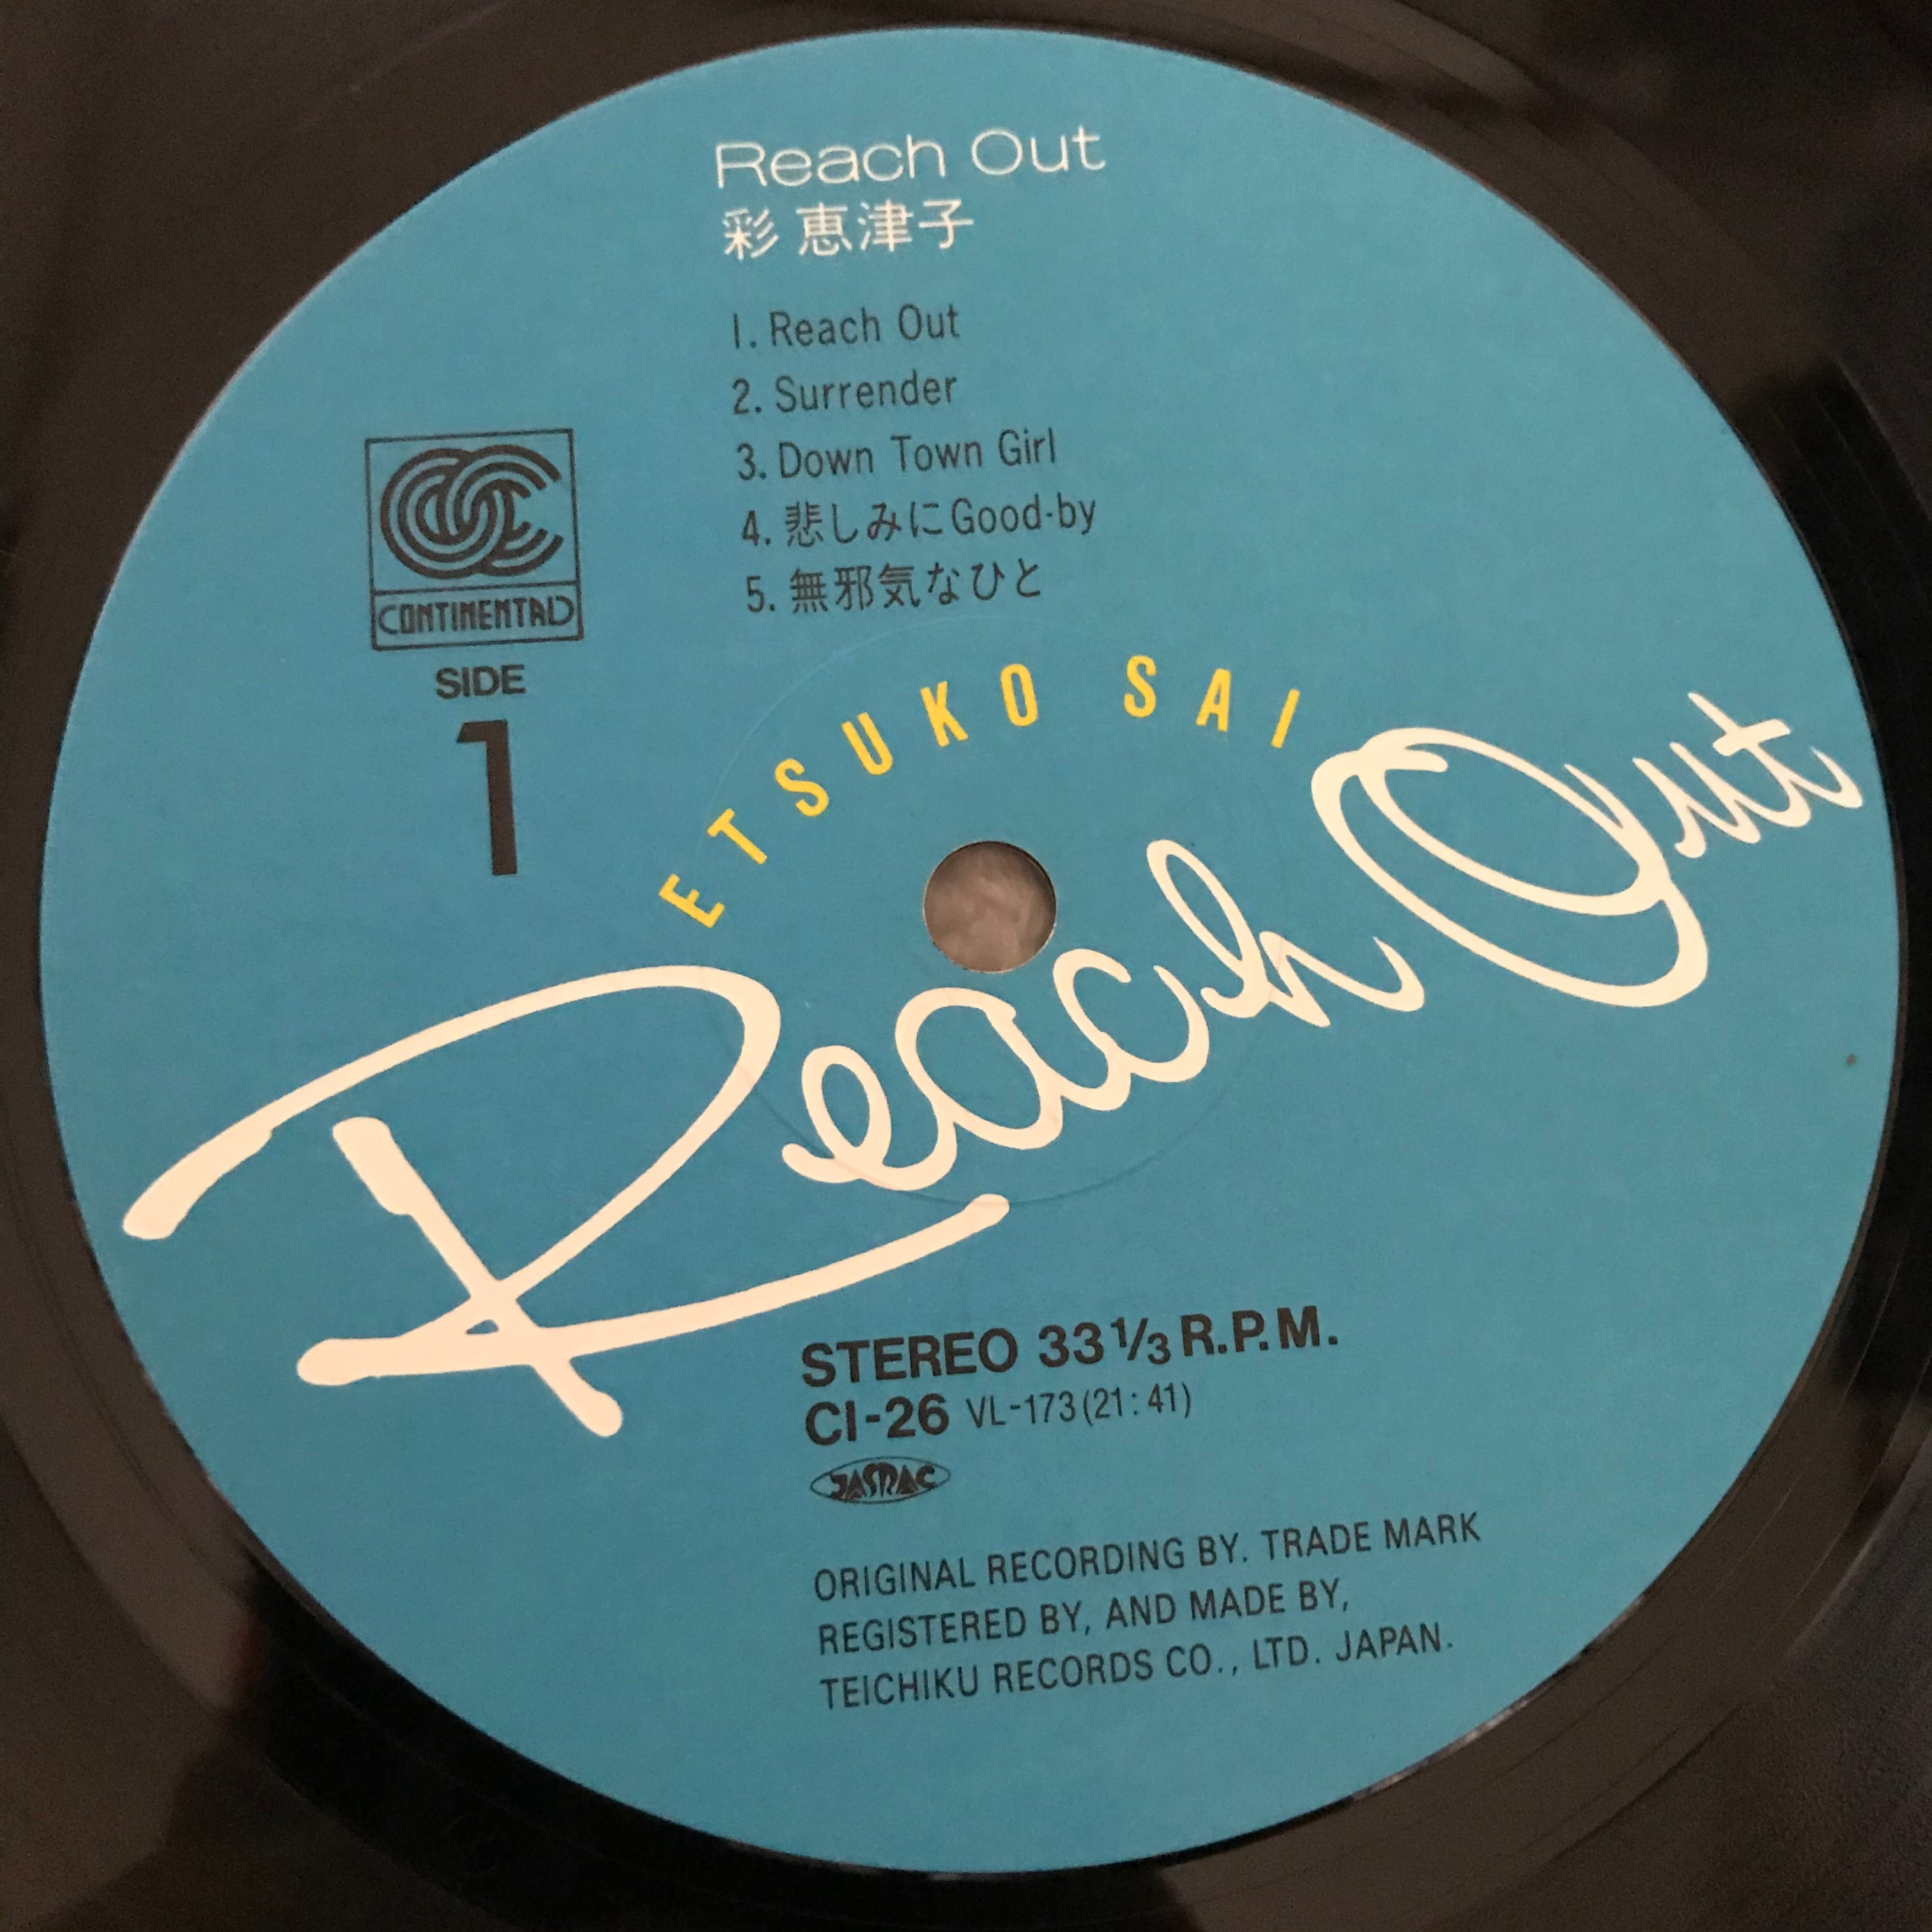 Reach Out
彩 恵津子
1. Reach Out
2. Surrender
3. Down Town Girl
4. 悲しみにGood-by
5. 無邪気なひと
CONTINENTAL
SIDE
1
ETSUKO SAI
Reach Out
STEREO 33 1/3 R.P.M.
CI-26 VL-173 (21:41)
JASRAC
ORIGINAL RECORDING BY. TRADE MARK
REGISTERED BY, AND MADE BY,
TEICHIKU RECORDS CO., LTD. JAPAN.